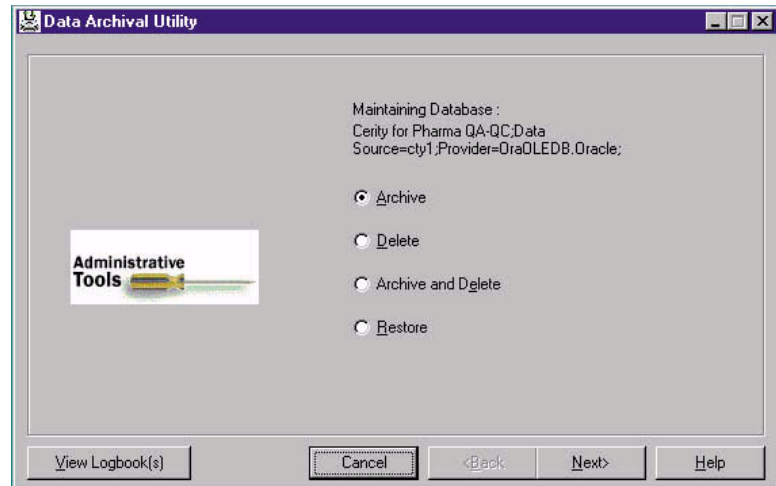 Data Archival Utility
Maintaining Database :
Cerity for Pharma QA-QC;Data
Source=cty1;Provider=OraOLEDB.Oracle;
Archive
Delete
Archive and Delete
Restore
Administrative
Tools
View Logbook(s)
Cancel
<Back
Next>
Help